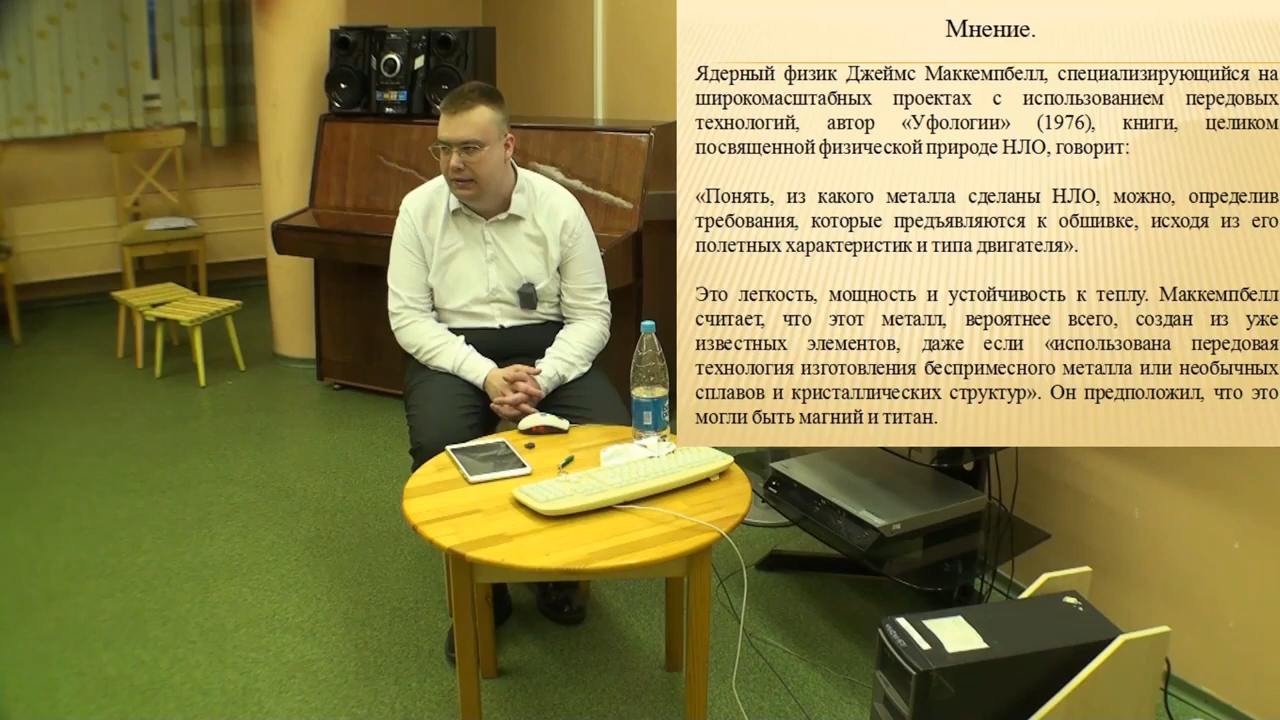 Мнение.
Ядерный физик Джеймс Маккемпбелл, специализирующийся на
широкомасштабных проектах с использованием передовых
технологий, автор «Уфологии» (1976), книги, целиком
посвященной физической природе НЛО, говорит:
«Понять, из какого металла сделаны НЛО, можно, определив
требования, которые предъявляются к обшивке, исходя из его
полетных характеристик и типа двигателя».
Это легкость, мощность и устойчивость к теплу. Маккемпбелл
считает, что этот металл, вероятнее всего, создан из уже
известных элементов, даже если «использована передовая
технология изготовления беспримесного металла или необычных
сплавов и кристаллических структур». Он предположил, что это
могли быть магний и титан.